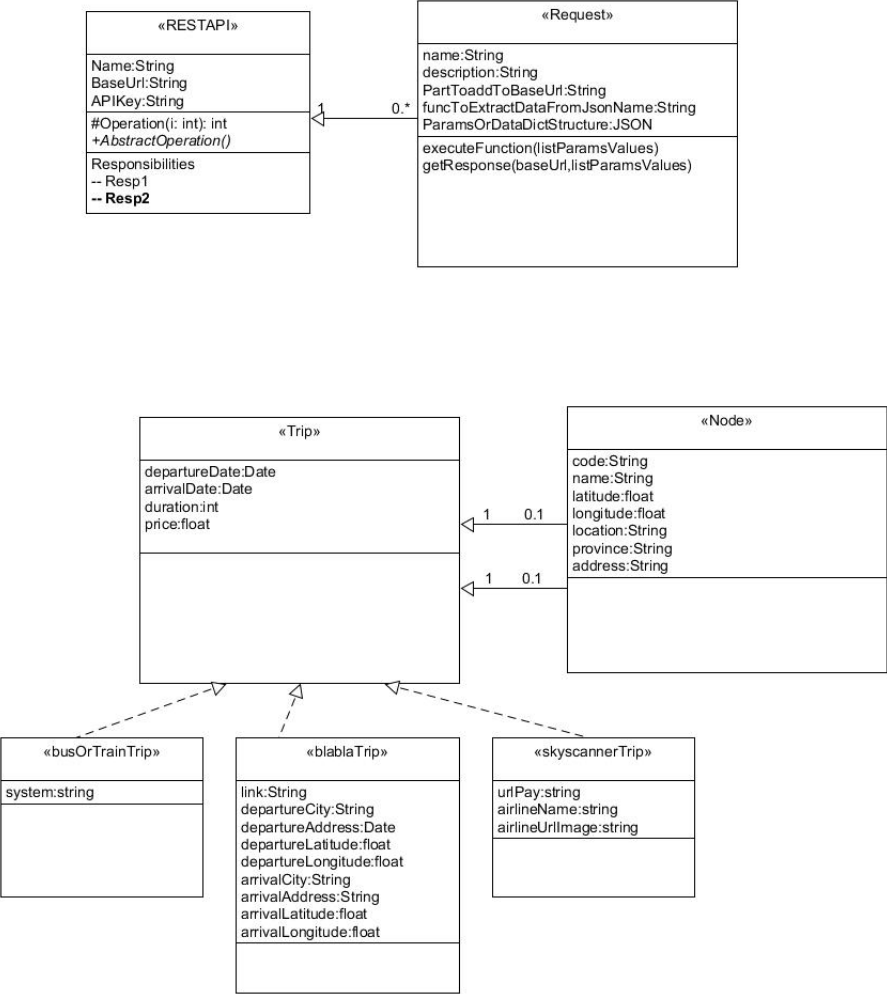 «RESTAPI»
Name:String
BaseUrl:String
APIKey:String
#Operation(i: int): int
+AbstractOperation()
Responsibilities
-- Resp1
-- Resp2
1
0.*
«Request»
name:String
description:String
PartToaddToBaseUrl:String
funcToExtractDataFromJsonName:String
ParamsOrDataDictStructure:JSON
executeFunction(listParamsValues)
getResponse(baseUrl,listParamsValues)
«Trip»
departureDate:Date
arrivalDate:Date
duration:int
price:float
1
0.1
1
0.1
«Node»
code:String
name:String
latitude:float
longitude:float
location:String
province:String
address:String
«busOrTrainTrip»
system:string
«blablaTrip»
link:String
departureCity:String
departureAddress:Date
departureLatitude:float
departureLongitude:float
arrivalCity:String
arrivalAddress:String
arrivalLatitude:float
arrivalLongitude:float
«skyscannerTrip»
urlPay:string
airlineName:string
airlineUrlImage:string